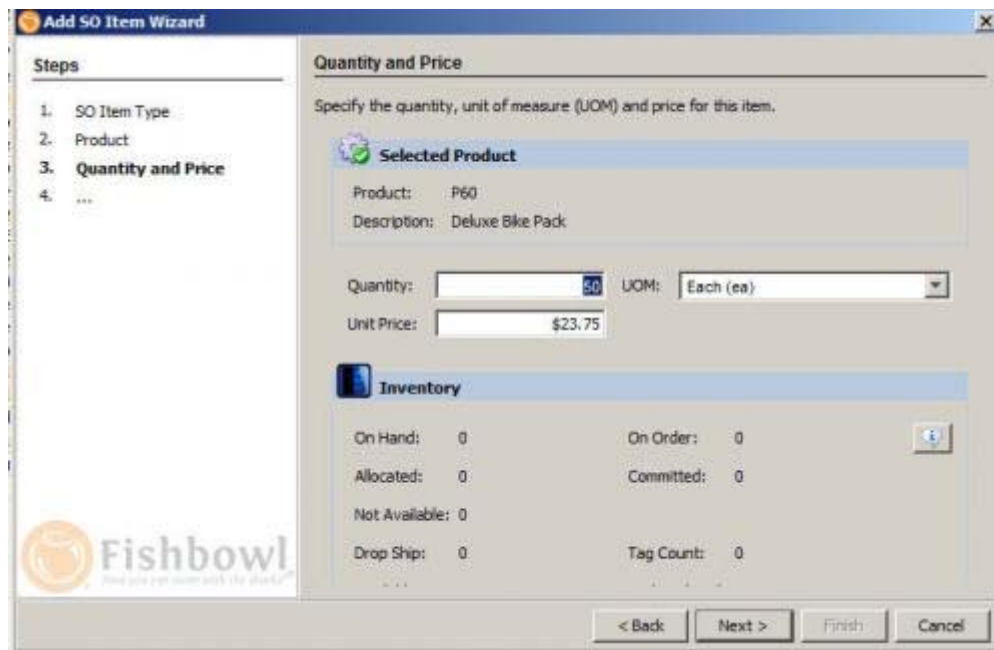 Add SO Item Wizard
Steps
1. SO Item Type
2. Product
3. Quantity and Price
4. ...
Fishbowl
Quantity and Price
Specify the quantity, unit of measure (UOM) and price for this item.
Selected Product
Product: P60
Description: Deluxe Bike Pack
Quantity: 50 UOM: Each (ea)
Unit Price: $23.75
Inventory
On Hand: 0 On Order: 0
Allocated: 0 Committed: 0
Not Available: 0
Drop Ship: 0 Tag Count: 0
< Back Next > Finish Cancel